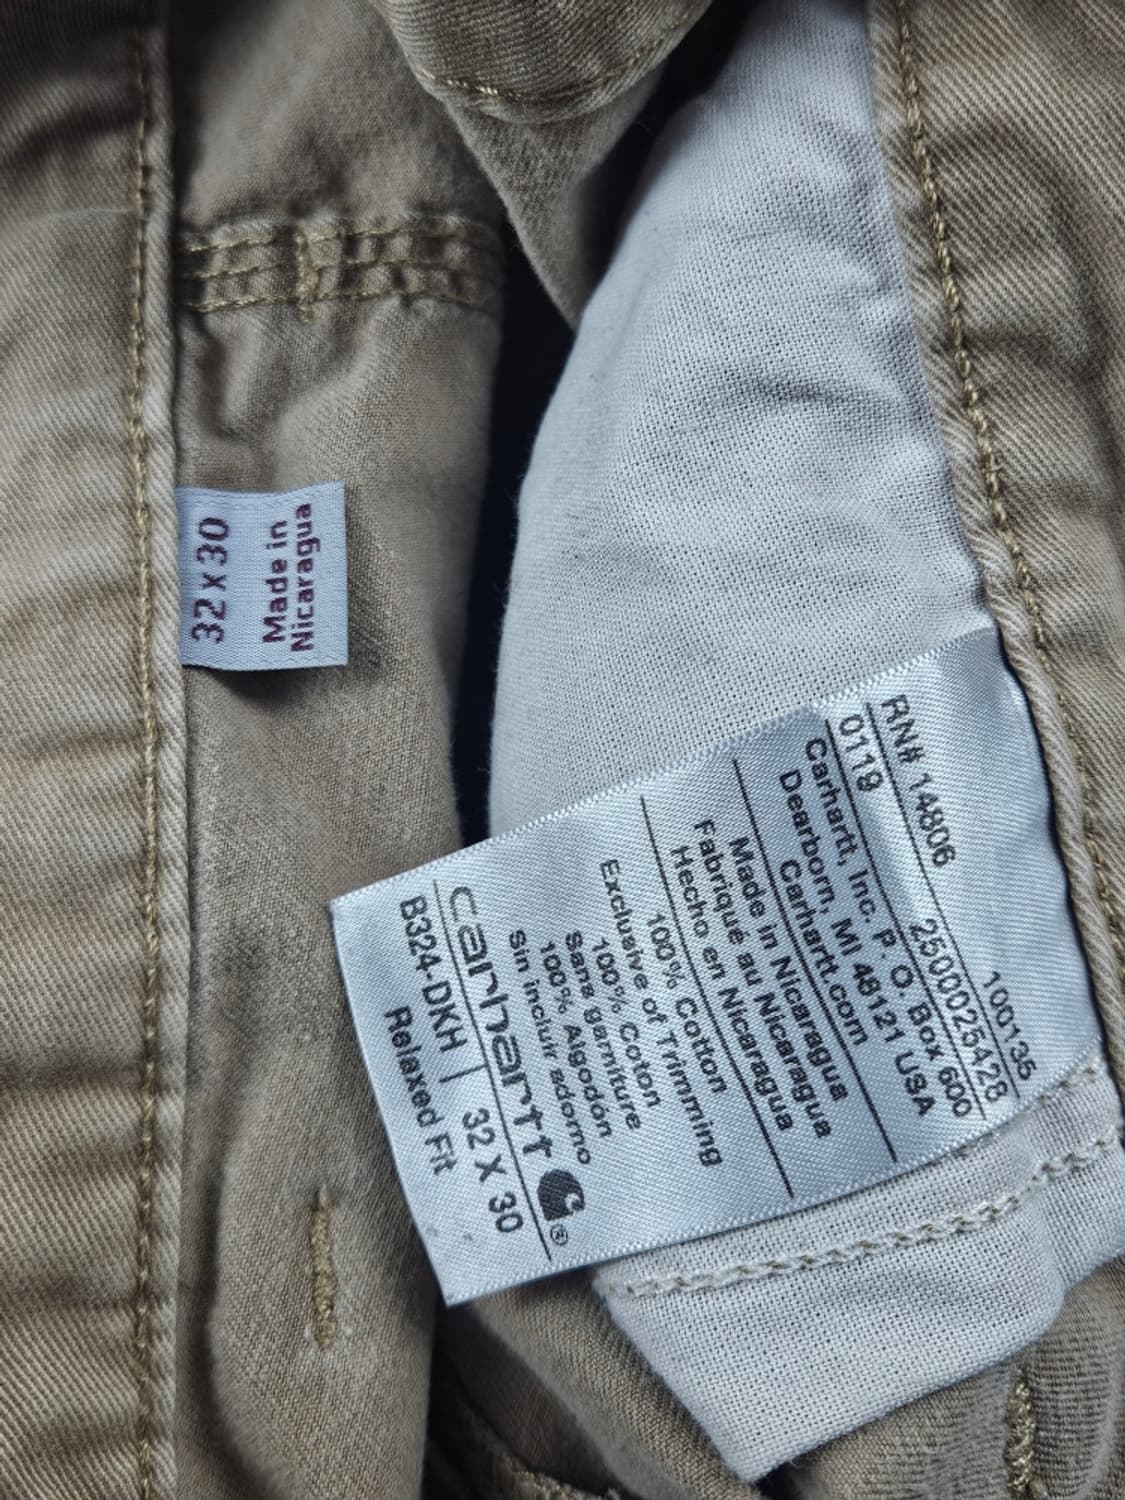 32 x 30
Made in
Nicaragua
RN# 14806
100135
0119
2500025428
Carhartt, Inc. P. O. Box 600
Dearborn, MI 48121 USA
Carhartt.com
Made in Nicaragua
Fabriqué au Nicaragua
Hecho en Nicaragua
100% Cotton
Exclusive of Trimming
100% Coton
Sans garniture
100% Algodón
Sin incluir adorno
carhartt ®
B324-DKH | 32 X 30
Relaxed Fit